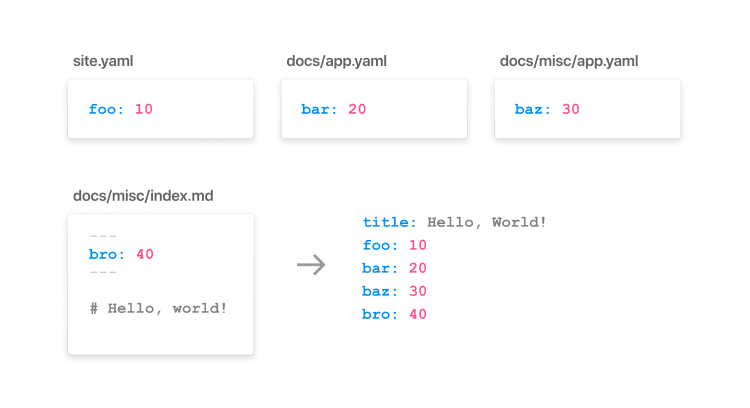 site.yaml
docs/app.yaml
docs/misc/app.yaml
foo: 10
bar: 20
baz: 30
docs/misc/index.md
---
bro: 40
---
# Hello, world!
title: Hello, World!
foo: 10
bar: 20
baz: 30
bro: 40